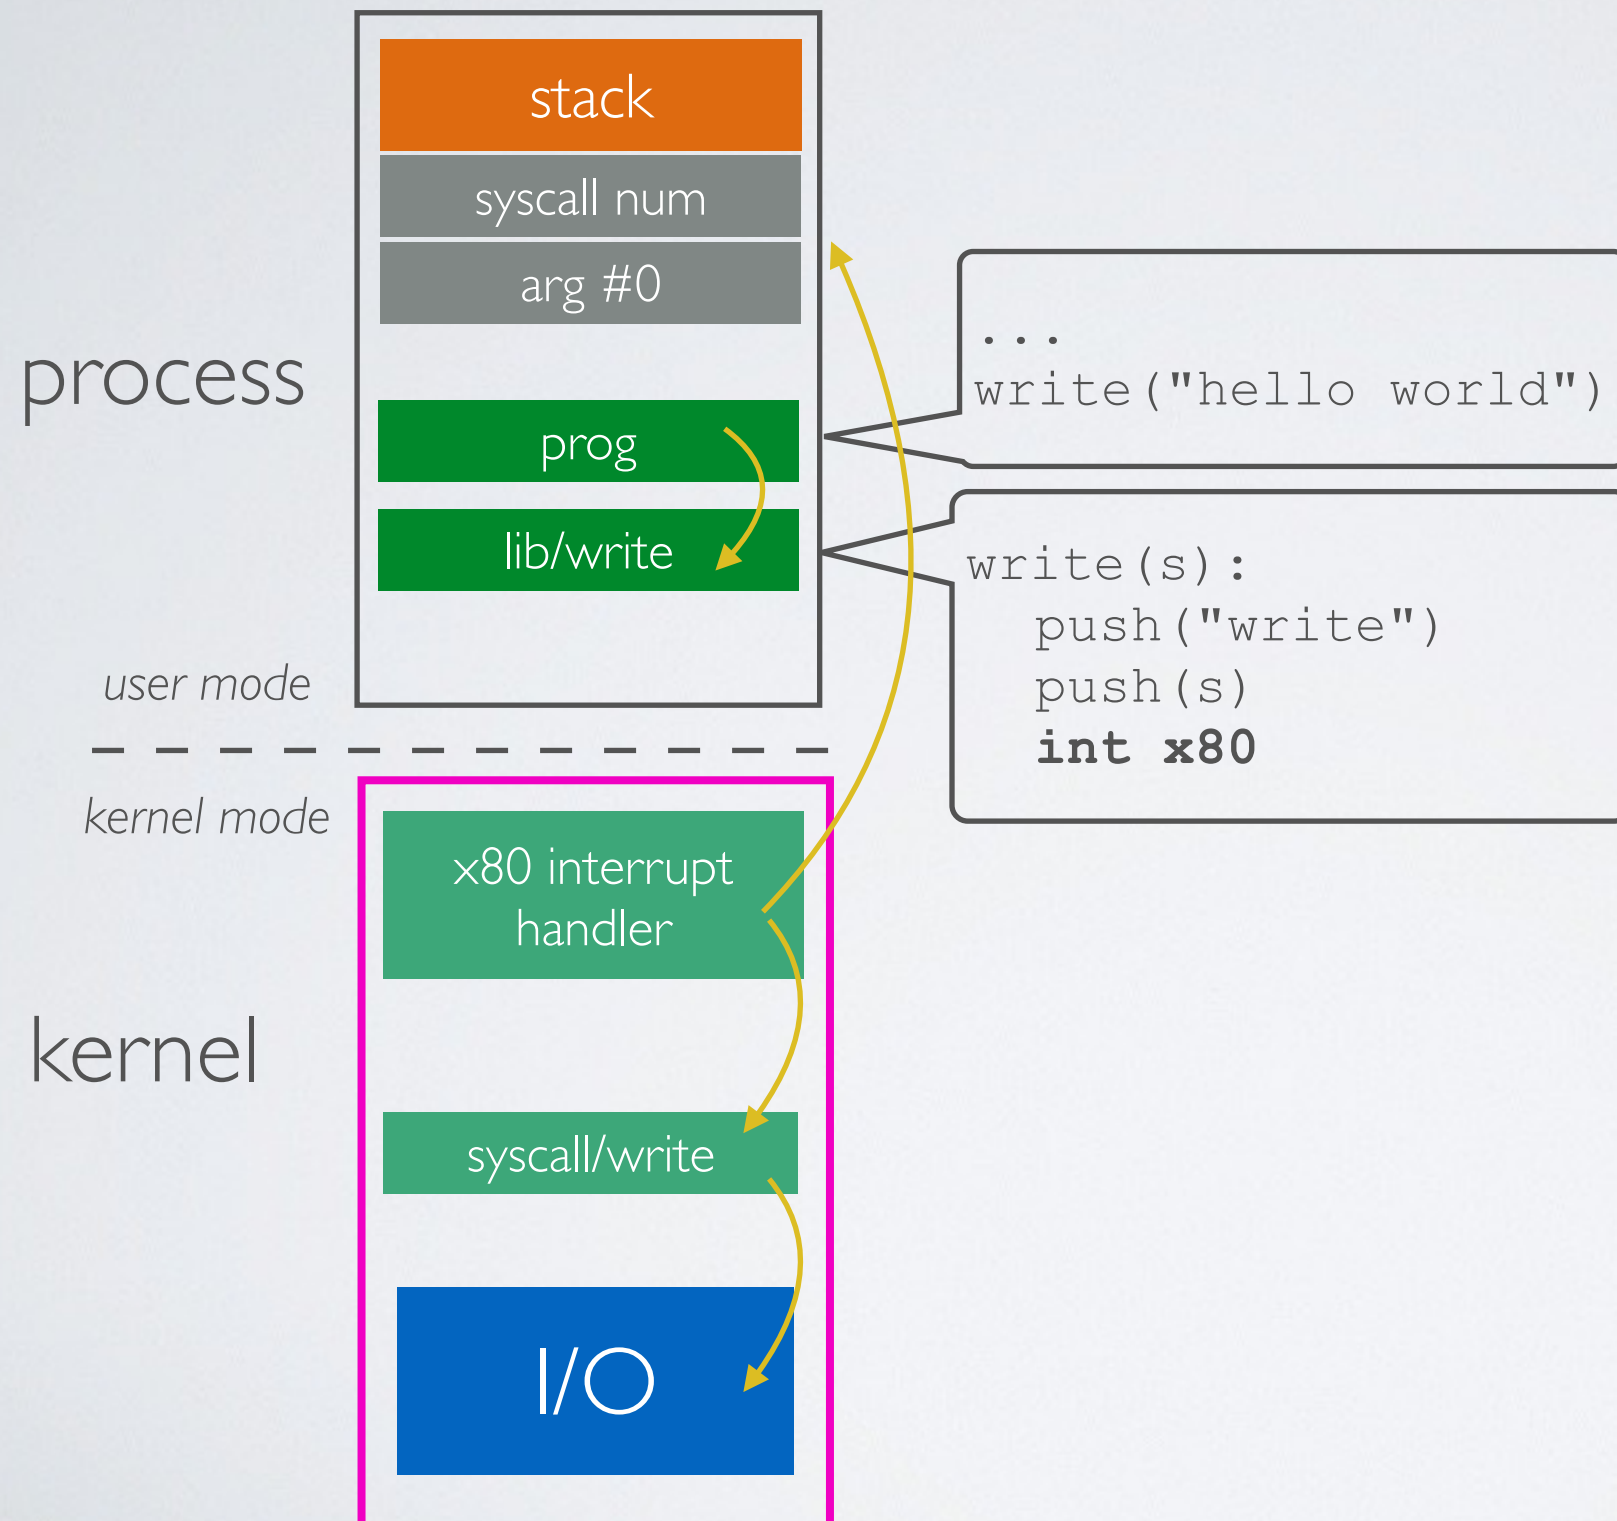 stack
syscall num
arg #0
process
prog
lib/write
user mode
...
write("hello world")
write(s):
push("write")
push(s)
int x80
kernel mode
x80 interrupt
handler
kernel
syscall/write
I/O